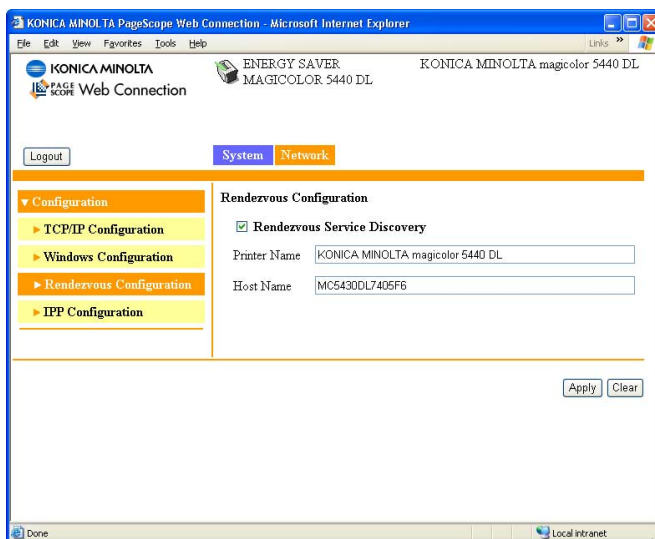 KONICA MINOLTA PageScope Web Connection - Microsoft Internet Explorer
File Edit View Favorites Tools Help Links »
KONICA MINOLTA
PAGE SCOPE Web Connection
ENERGY SAVER
MAGICOLOR 5440 DL
KONICA MINOLTA magicolor 5440 DL
Logout
System Network
Configuration
TCP/IP Configuration
Windows Configuration
Rendezvous Configuration
IPP Configuration
Rendezvous Configuration
Rendezvous Service Discovery
Printer Name KONICA MINOLTA magicolor 5440 DL
Host Name MC5430DL7405F6
Apply Clear
Done Local intranet